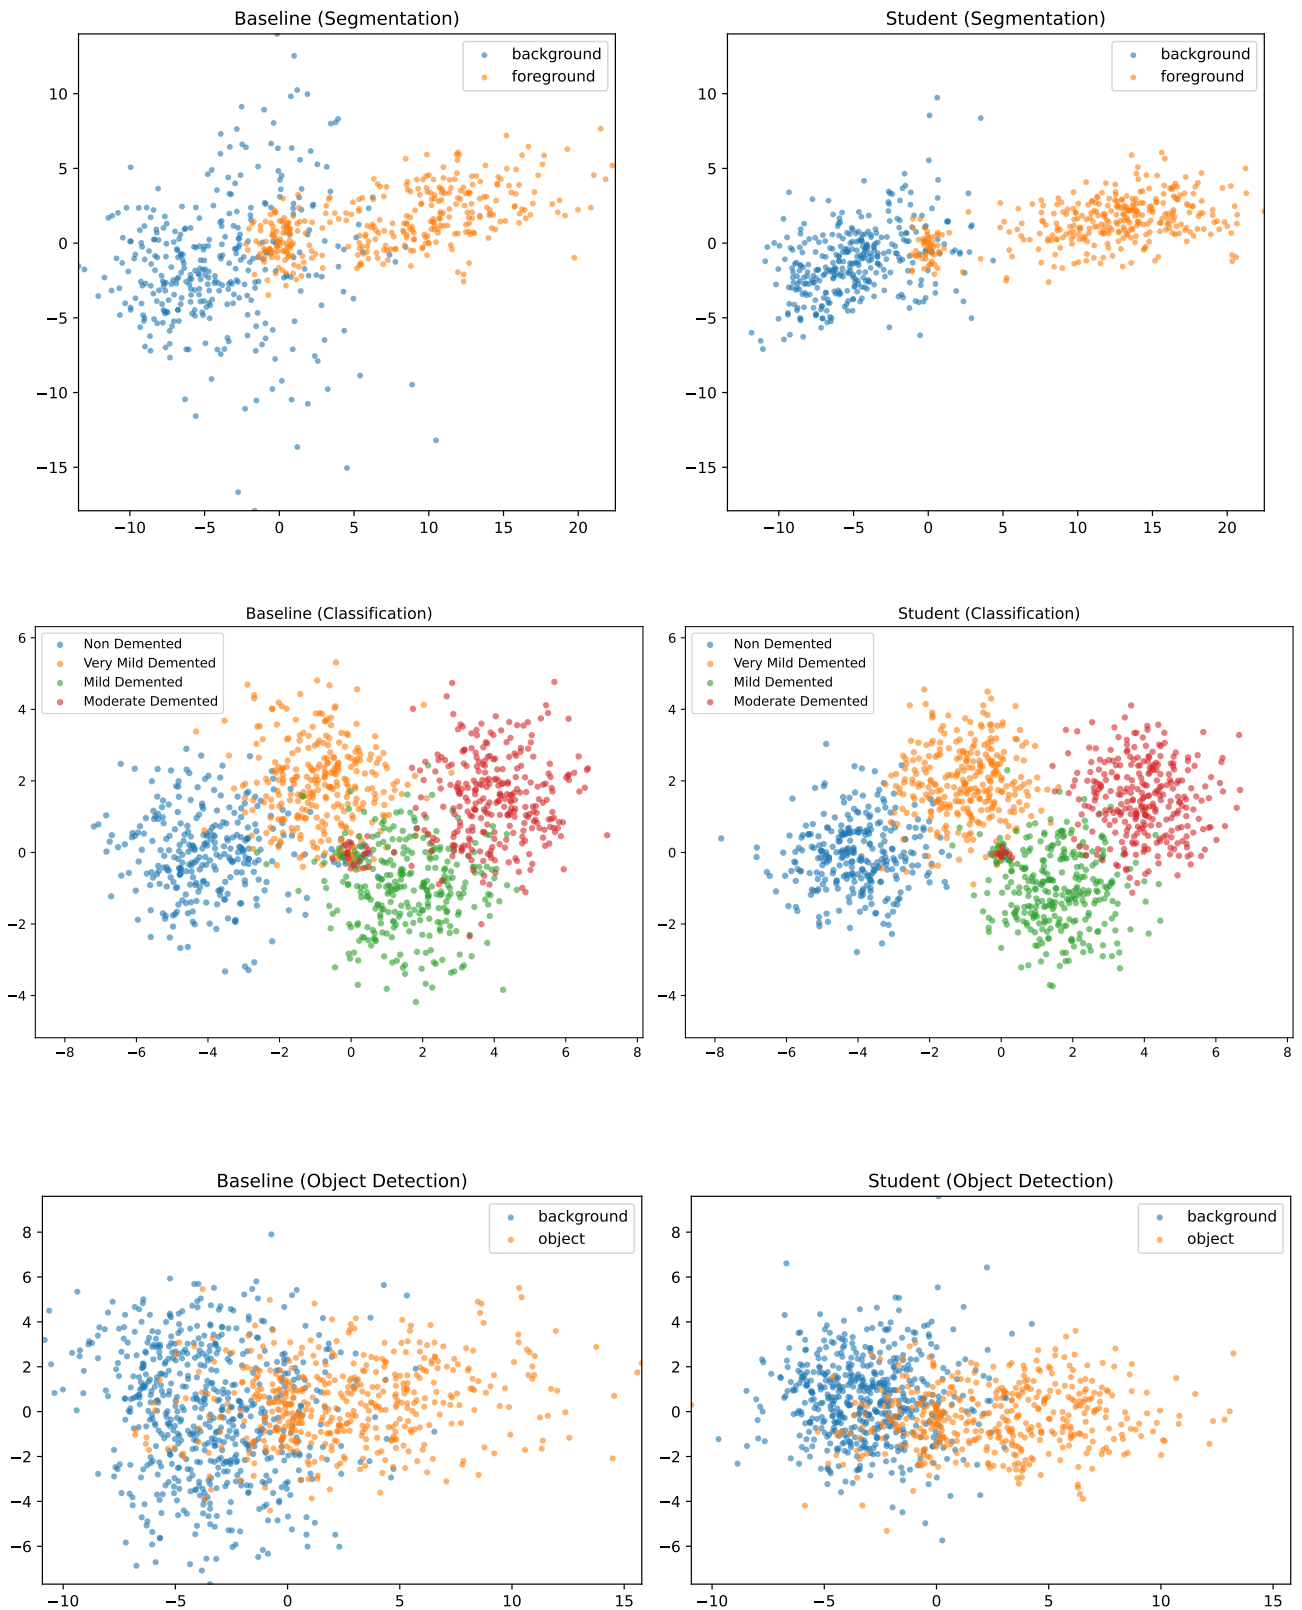 Baseline (Segmentation)
background
foreground
10
5
0
−5
−10
−15
−10 −5 0 5 10 15 20
Student (Segmentation)
background
foreground
10
5
0
−5
−10
−15
−10 −5 0 5 10 15 20
Baseline (Classification)
Non Demented
Very Mild Demented
Mild Demented
Moderate Demented
6
4
2
0
−2
−4
−8 −6 −4 −2 0 2 4 6 8
Student (Classification)
Non Demented
Very Mild Demented
Mild Demented
Moderate Demented
6
4
2
0
−2
−4
−8 −6 −4 −2 0 2 4 6 8
Baseline (Object Detection)
background
object
8
6
4
2
0
−2
−4
−6
−10 −5 0 5 10 15
Student (Object Detection)
background
object
8
6
4
2
0
−2
−4
−6
−10 −5 0 5 10 15